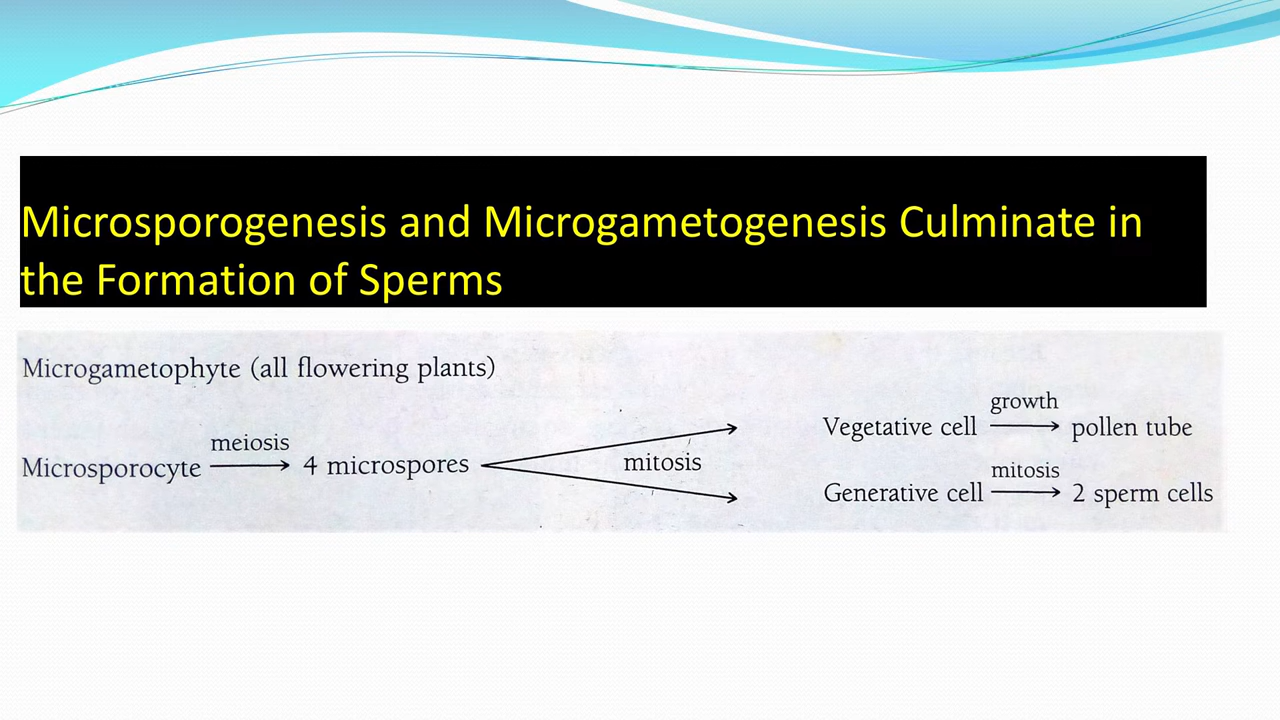 Microsporogenesis and Microgametogenesis Culminate in
the Formation of Sperms
Microgametophyte (all flowering plants)
growth
Vegetative cell pollen tube
meiosis
Microsporocyte 4 microspores
mitosis
mitosis
Generative cell 2 sperm cells